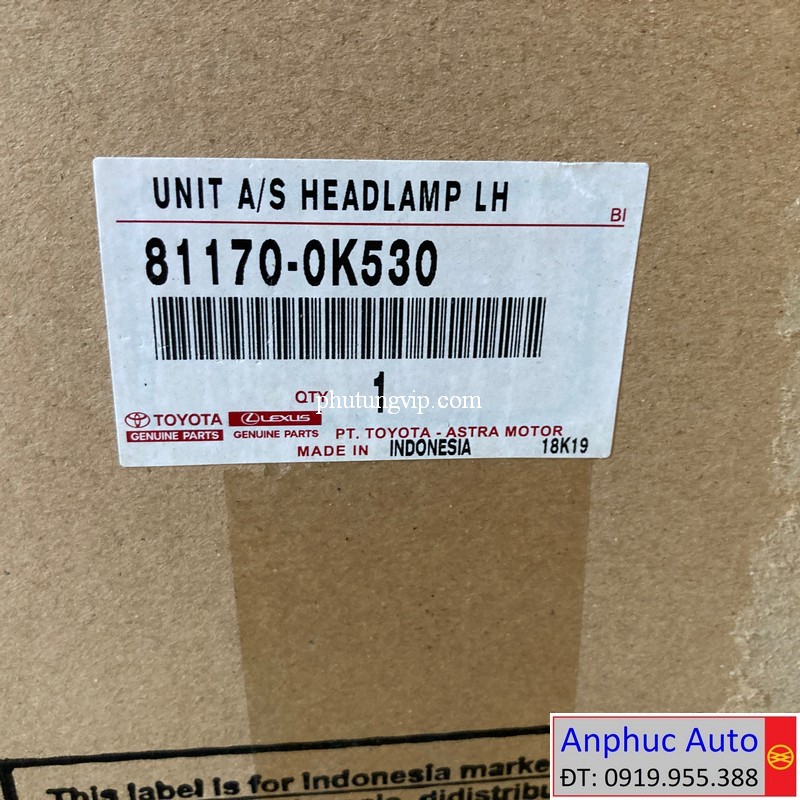 UNIT A/S HEADLAMP LH
BI
81170-0K530
QTY 1
phutungvip.com
TOYOTA LEXUS
GENUINE PARTS GENUINE PARTS PT. TOYOTA - ASTRA MOTOR
MADE IN INDONESIA 18K19
This label is for Indonesia marke
Anphuc Auto
ĐT: 0919.955.388